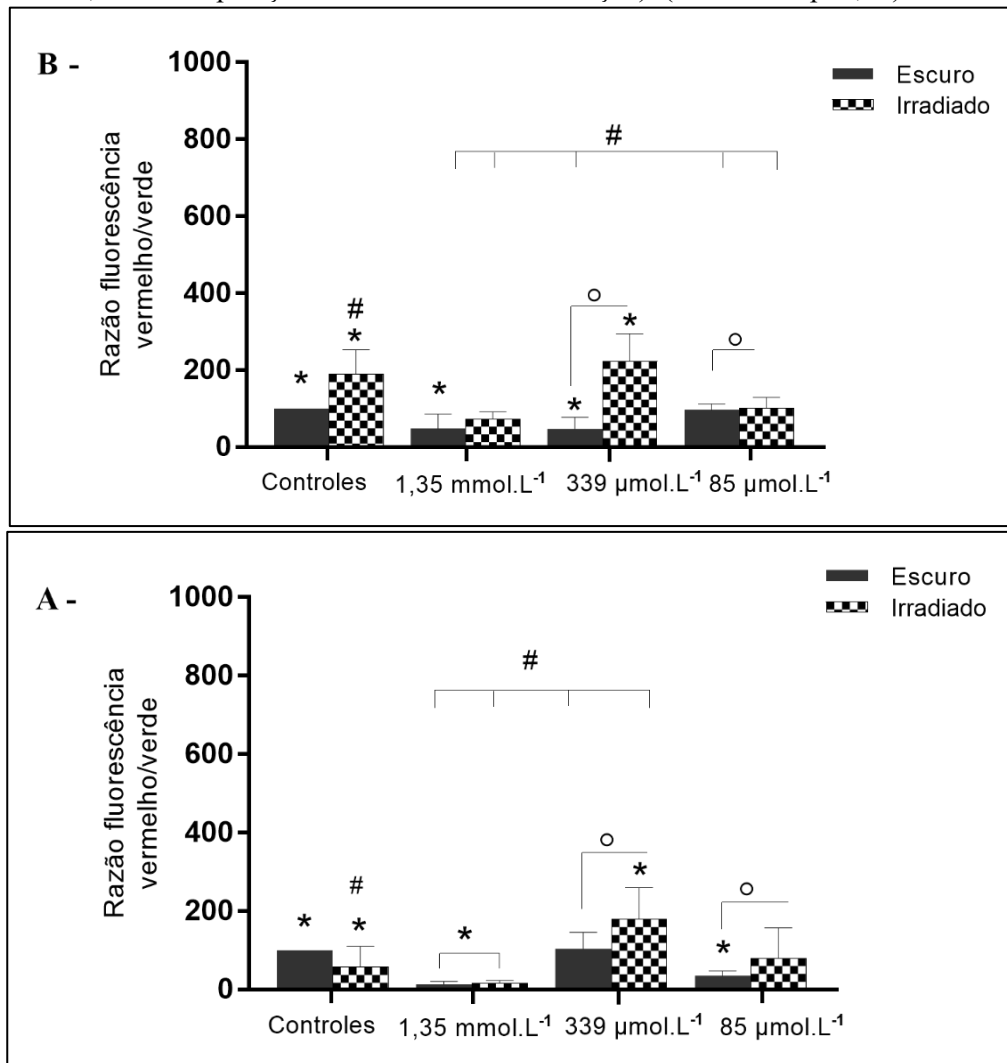 B -
Razão fluorescência
vermelho/verde
1000
800
600
400
200
0
Escuro
Irradiado
#
#
*
*
*
○
*
*
○
Controles
1,35 mmol.L⁻¹
339 µmol.L⁻¹
85 µmol.L⁻¹
A -
Razão fluorescência
vermelho/verde
1000
800
600
400
200
0
Escuro
Irradiado
#
#
*
*
*
○
*
○
*
Controles
1,35 mmol.L⁻¹
339 µmol.L⁻¹
85 µmol.L⁻¹